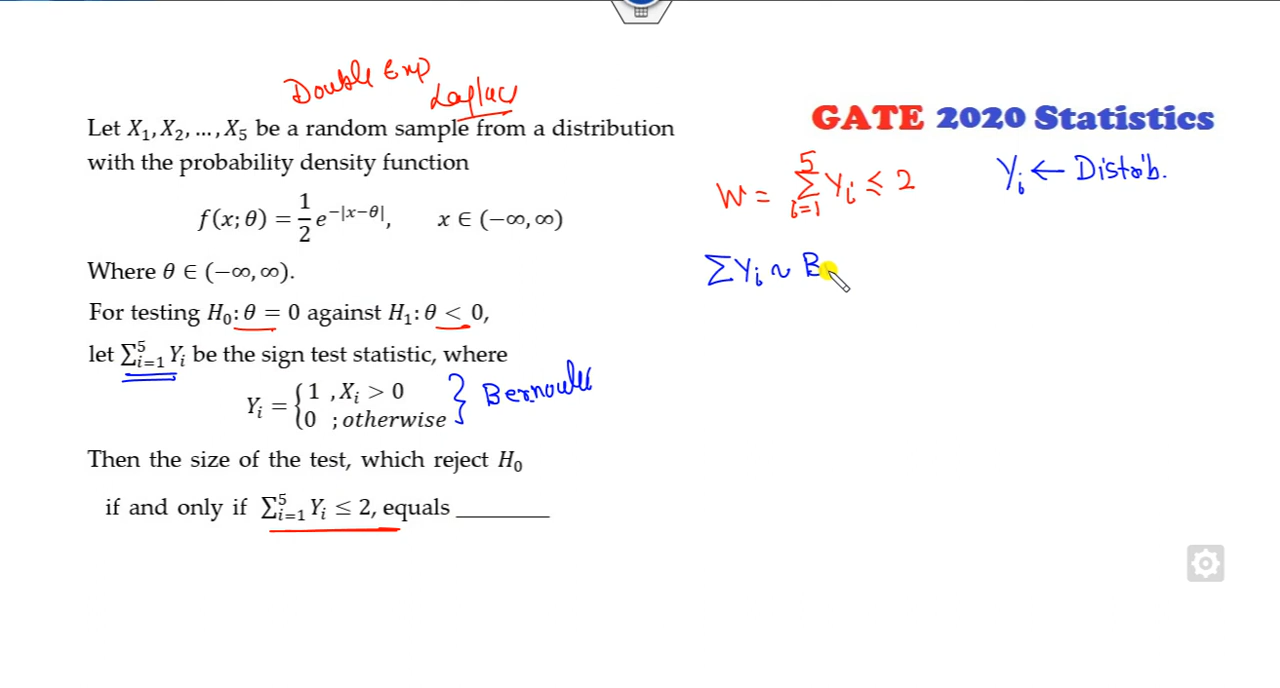 Double Exp
Laplace
Let X₁, X₂, ..., X₅ be a random sample from a distribution
with the probability density function
f(x; θ) = 1/2 e^{−|x−θ|}, x ∈ (−∞, ∞)
Where θ ∈ (−∞, ∞).
For testing H₀: θ = 0 against H₁: θ < 0,
let ∑⁵ᵢ₌₁ Yᵢ be the sign test statistic, where
Yᵢ = {1 , Xᵢ > 0
0 ; otherwise } Bernoulli
Then the size of the test, which reject H₀
if and only if ∑⁵ᵢ₌₁ Yᵢ ≤ 2, equals ________
GATE 2020 Statistics
W = ∑⁵ᵢ₌₁ Yᵢ ≤ 2
Yᵢ ← Distrib.
∑Yᵢ ~ B